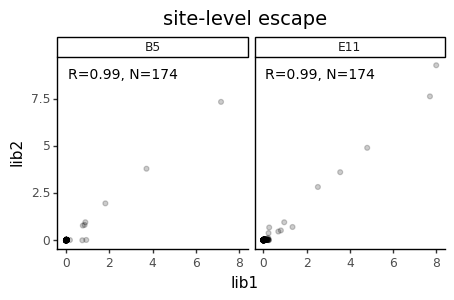 site-level escape
B5 E11
R=0.99, N=174 R=0.99, N=174
7.5
5.0
2.5
0
lib2
0 2 4 6 8 0 2 4 6 8
lib1